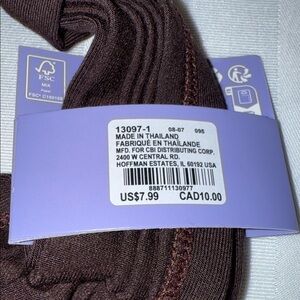 FSC
MIX
13097-1 08-07 095
MADE IN THAILAND
FABRIQUÉ EN THAÏLANDE
MFD. FOR CBI DISTRIBUTING CORP.
2400 W CENTRAL RD.
HOFFMAN ESTATES, IL 60192 USA
888711130977
US$7.99 CAD10.00